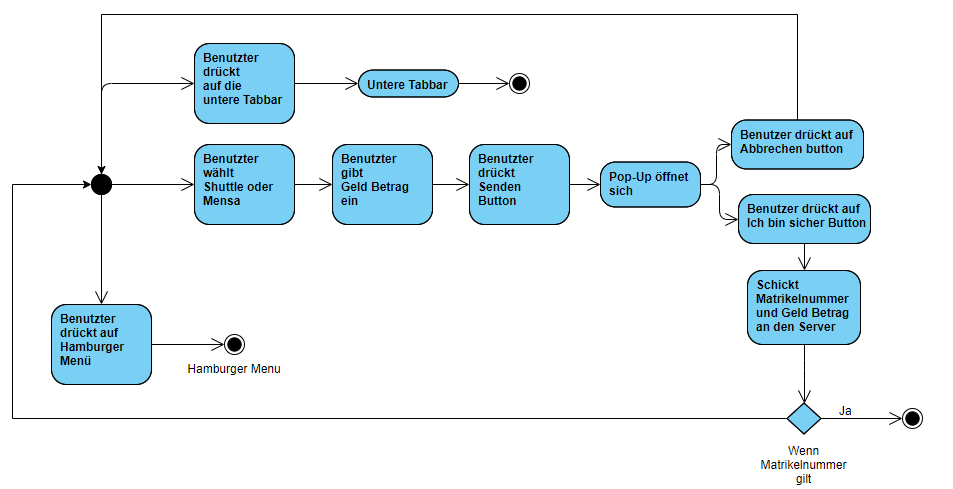 Benutzter
drückt
auf die
untere Tabbar
Untere Tabbar
Benutzter
wählt
Shuttle oder
Mensa
Benutzter
gibt
Geld Betrag
ein
Benutzter
drückt
Senden
Button
Pop-Up öffnet
sich
Benutzer drückt auf
Abbrechen button
Benutzer drückt auf
Ich bin sicher Button
Schickt
Matrikelnummer
und Geld Betrag
an den Server
Benutzter
drückt auf
Hamburger
Menü
Hamburger Menu
Ja
Wenn
Matrikelnummer
gilt